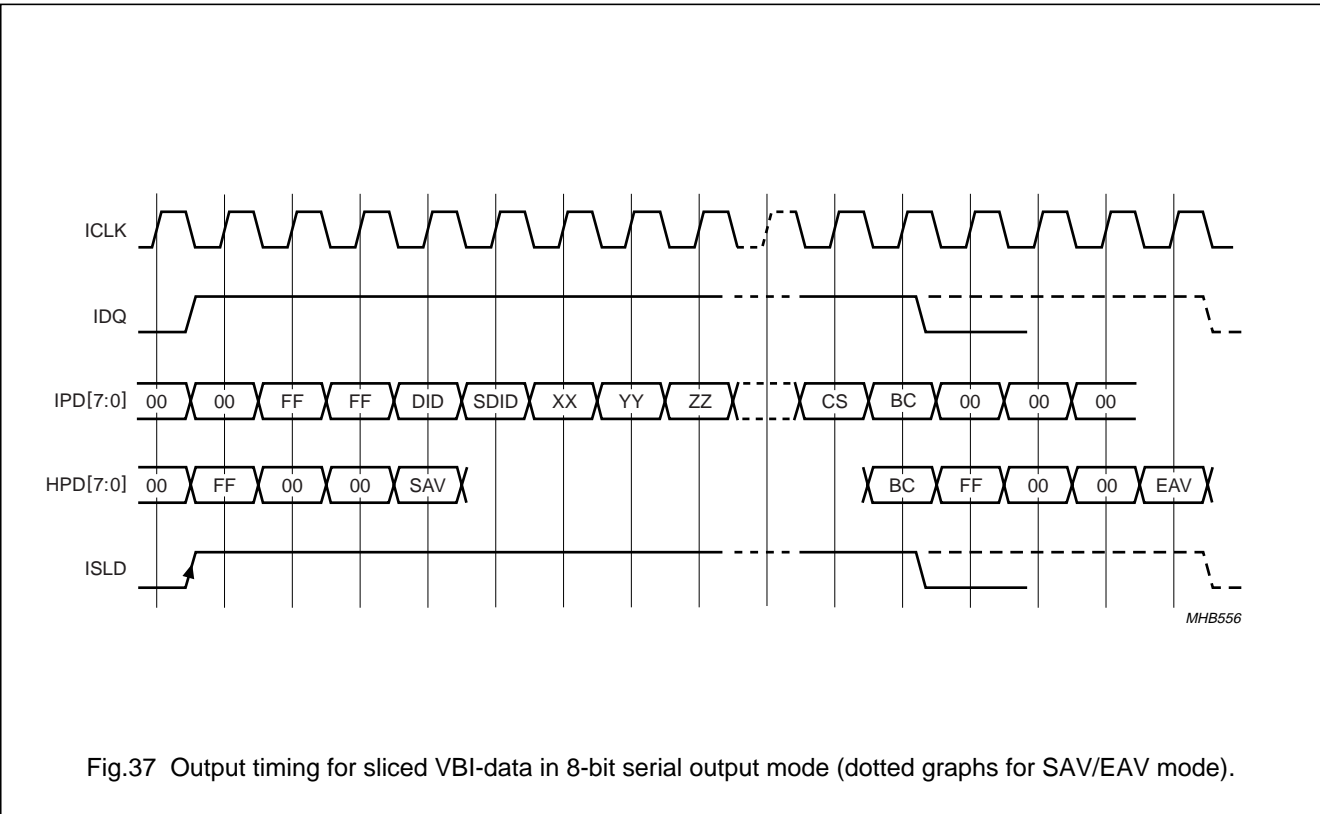 ICLK
IDQ
IPD[7:0] 00 00 FF FF DID SDID XX YY ZZ CS BC 00 00 00
HPD[7:0] 00 FF 00 00 SAV BC FF 00 00 EAV
ISLD
MHB556
Fig.37 Output timing for sliced VBI-data in 8-bit serial output mode (dotted graphs for SAV/EAV mode).